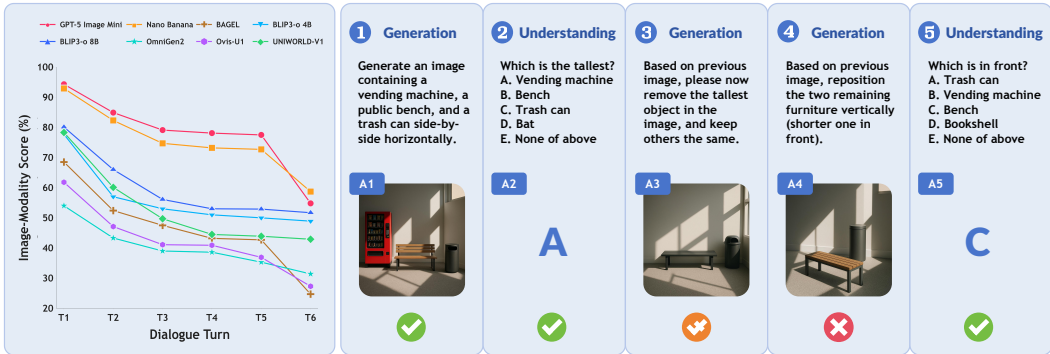 GPT-5 Image Mini
Nano Banana
BAGEL
BLIP3-o 4B
BLIP3-o 8B
OmniGen2
Ovis-U1
UNIWORLD-V1
Image-Modality Score (%)
100
90
80
70
60
50
40
30
20
T1 T2 T3 T4 T5 T6
Dialogue Turn
1 Generation
Generate an image
containing a
vending machine, a
public bench, and a
trash can side-by-
side horizontally.
A1
2 Understanding
Which is the tallest?
A. Vending machine
B. Bench
C. Trash can
D. Bat
E. None of above
A2
A
3 Generation
Based on previous
image, please now
remove the tallest
object in the
image, and keep
others the same.
A3
4 Generation
Based on previous
image, reposition
the two remaining
furniture vertically
(shorter one in
front).
A4
5 Understanding
Which is in front?
A. Trash can
B. Vending machine
C. Bench
D. Bookshell
E. None of above
A5
C